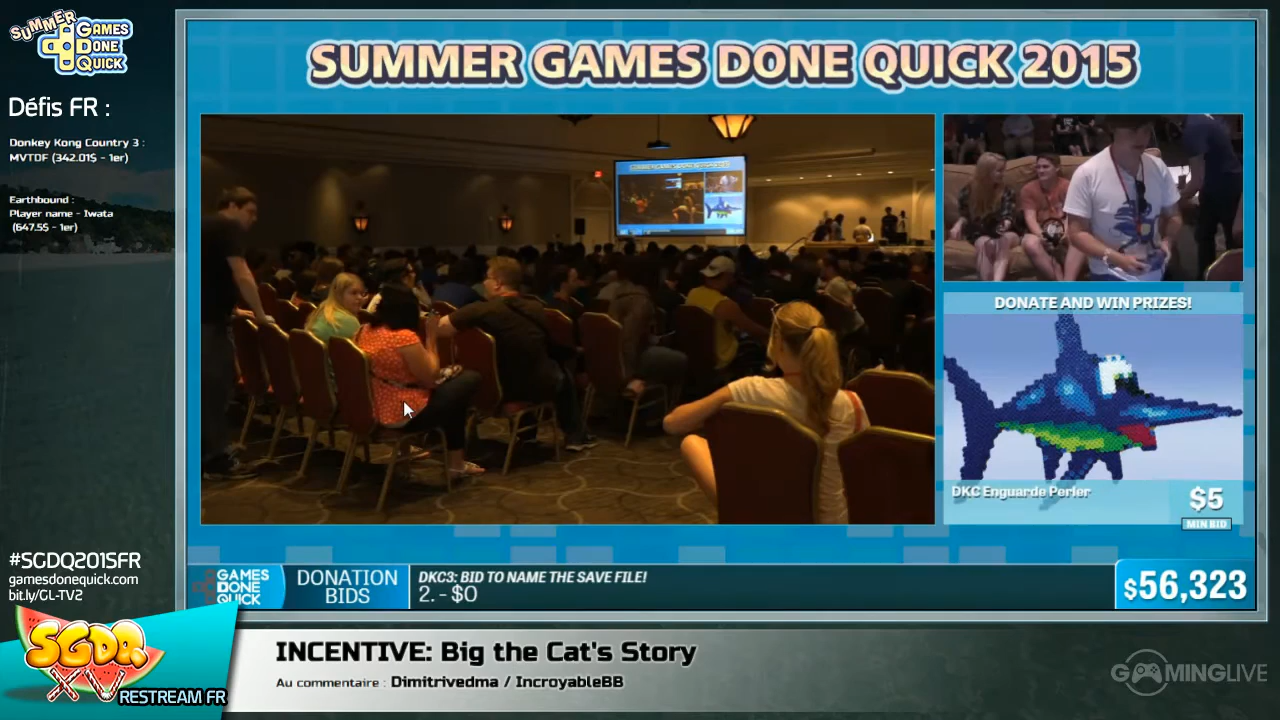 SUMMER
GAMES
DONE
QUICK
Défis FR :
Donkey Kong Country 3 :
MVTDF (342.01$ - 1er)
Earthbound :
Player name - Iwata
(647.5$ - 1er)
#SGDQ2015FR
gamesdonequick.com
bit.ly/GL-TV2
SGDQ
XV
RESTREAM FR
SUMMER GAMES DONE QUICK 2015
DONATE AND WIN PRIZES!
DKC Enguarde Perler
$5
MIN BID
GAMES
DONE
QUICK
DONATION
BIDS
DKC3: BID TO NAME THE SAVE FILE!
2. - $0
$56,323
INCENTIVE: Big the Cat's Story
Au commentaire : Dimitrivedma / IncroyableBB
GAMINGLIVE